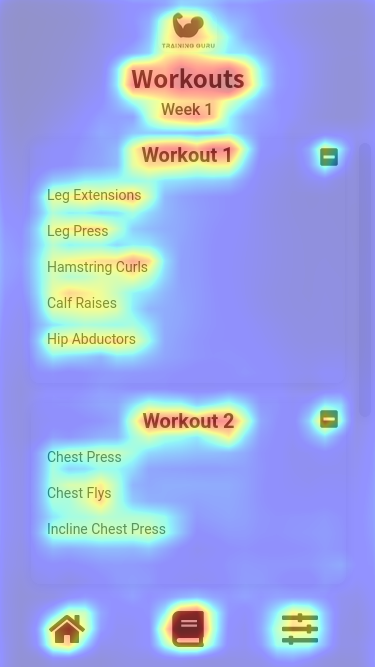 TRAINING GURU
Workouts
Week 1
Workout 1
Leg Extensions
Leg Press
Hamstring Curls
Calf Raises
Hip Abductors
Workout 2
Chest Press
Chest Flys
Incline Chest Press